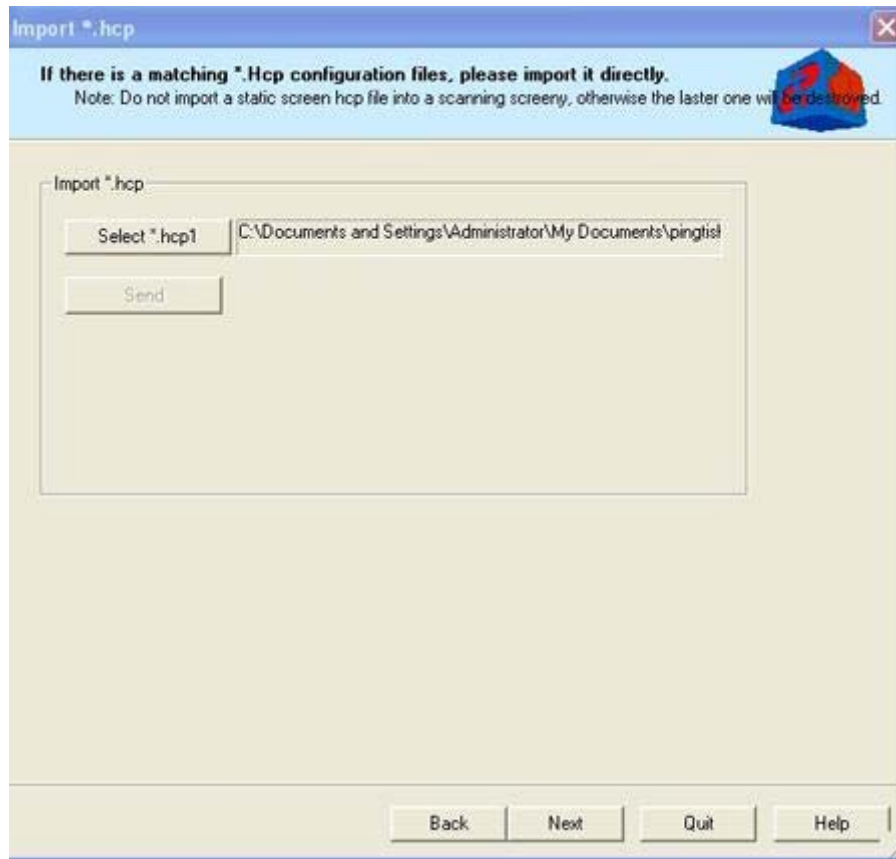 Import *.hcp
If there is a matching *.Hcp configuration files, please import it directly.
Note: Do not import a static screen hcp file into a scanning screeny, otherwise the laster one will be destroyed.
Import *.hcp
Select *.hcp1
C:\Documents and Settings\Administrator\My Documents\pingtisl
Send
Back
Next
Quit
Help